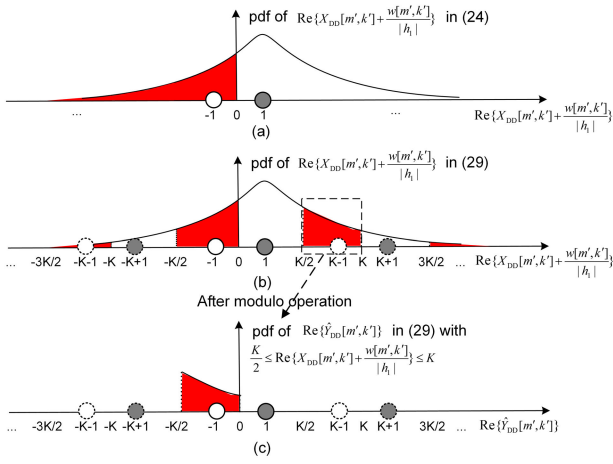 pdf of Re{X_DD[m′,k′]+w[m′,k′]/|h_1|} in (24)
... -1 0 1 ... Re{X_DD[m′,k′]+w[m′,k′]/|h_1|}
(a)
pdf of Re{X_DD[m′,k′]+w[m′,k′]/|h_1|} in (29)
... -3K/2 -K-1 -K -K+1 -K/2 -1 0 1 K/2 K-1 K K+1 3K/2 ... Re{X_DD[m′,k′]+w[m′,k′]/|h_1|}
(b)
After modulo operation
pdf of Re{Ŷ_DD[m′,k′]} in (29) with
K/2 ≤ Re{X_DD[m′,k′]+w[m′,k′]/|h_1|} ≤ K
... -3K/2 -K-1 -K -K+1 -K/2 -1 0 1 K/2 K-1 K K+1 3K/2 ... Re{Ŷ_DD[m′,k′]}
(c)